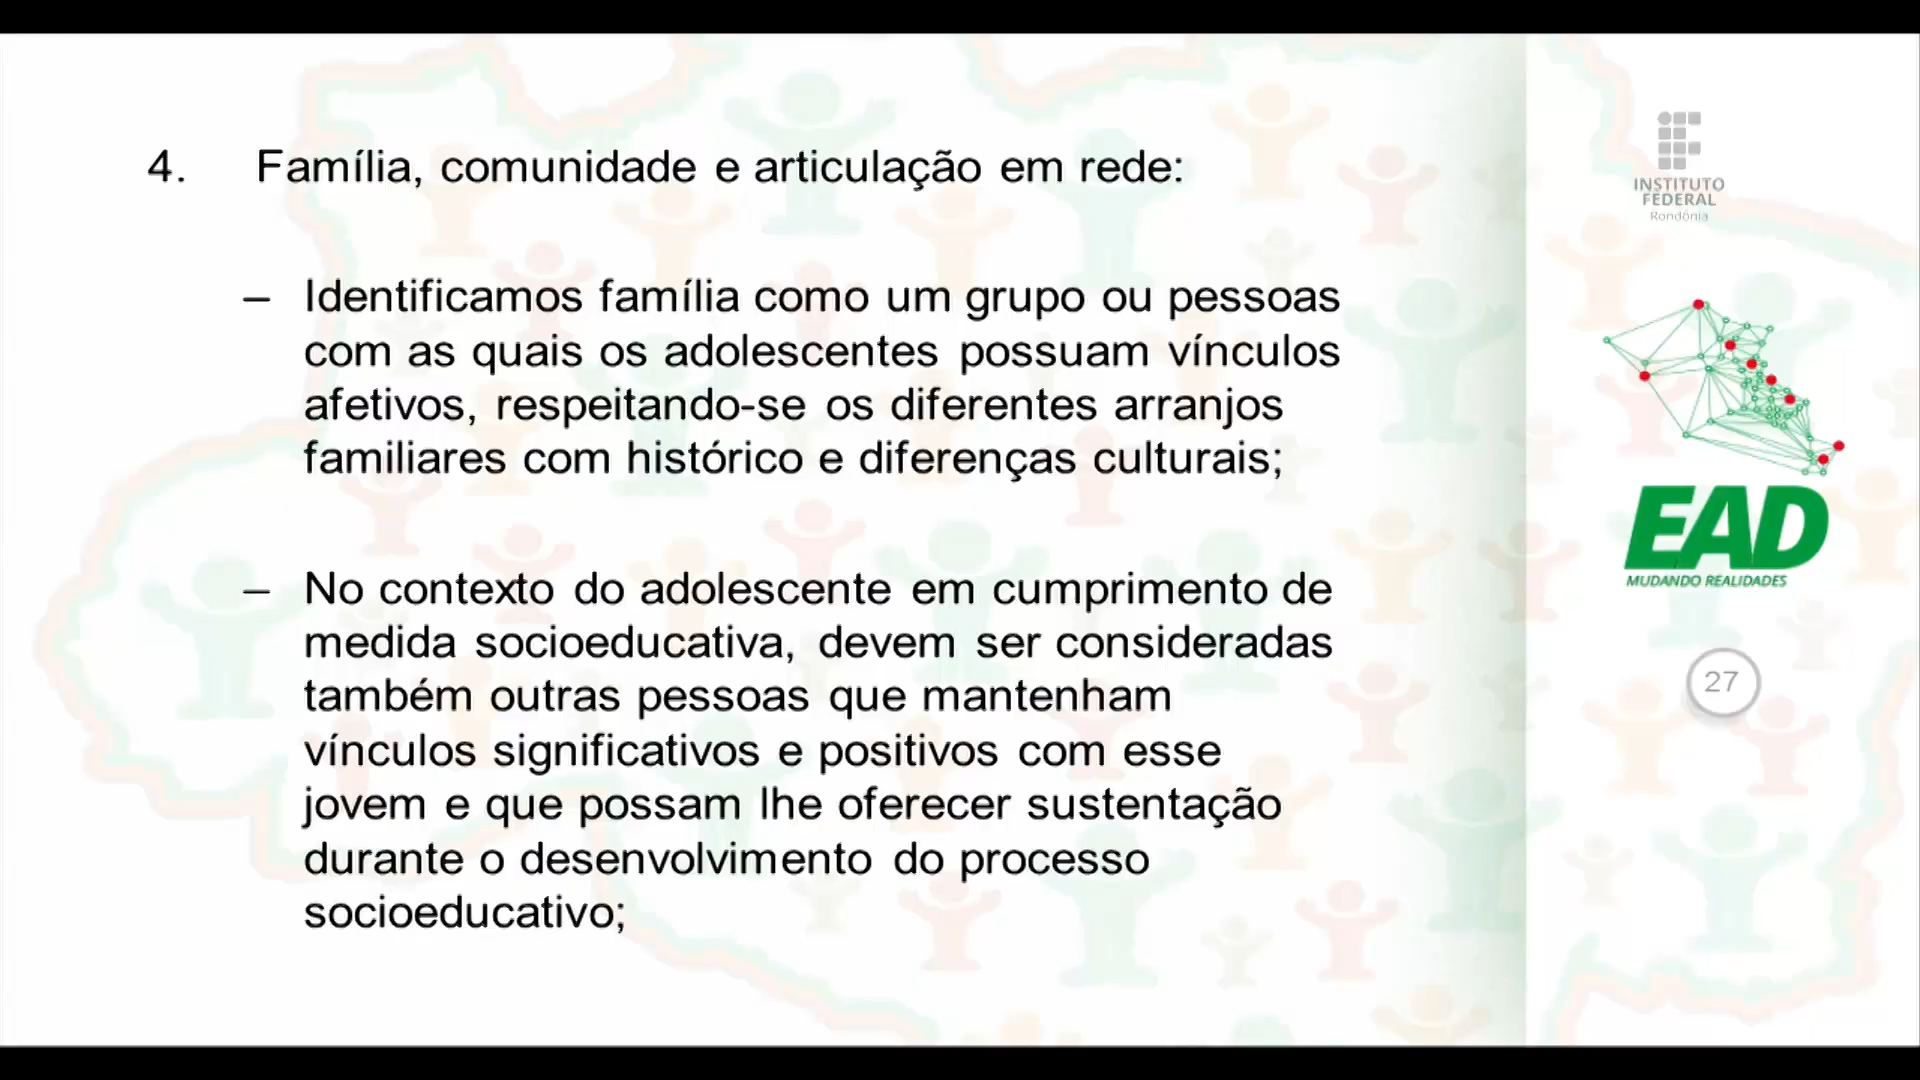 4. Família, comunidade e articulação em rede:
– Identificamos família como um grupo ou pessoas
com as quais os adolescentes possuam vínculos
afetivos, respeitando-se os diferentes arranjos
familiares com histórico e diferenças culturais;
– No contexto do adolescente em cumprimento de
medida socioeducativa, devem ser consideradas
também outras pessoas que mantenham
vínculos significativos e positivos com esse
jovem e que possam lhe oferecer sustentação
durante o desenvolvimento do processo
socioeducativo;
INSTITUTO
FEDERAL
Rondônia
EAD
MUDANDO REALIDADES
27